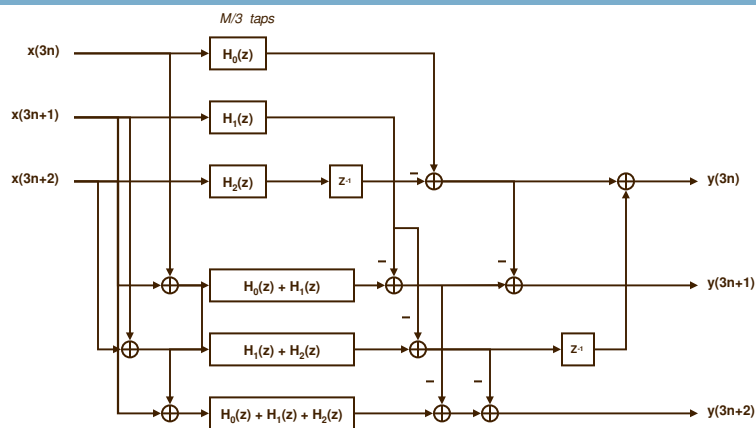 M/3 taps
x(3n)
H₀(z)
x(3n+1)
H₁(z)
x(3n+2)
H₂(z)
Z⁻¹
−
y(3n)
−
−
H₀(z) + H₁(z)
y(3n+1)
−
H₁(z) + H₂(z)
Z⁻¹
−
−
H₀(z) + H₁(z) + H₂(z)
y(3n+2)